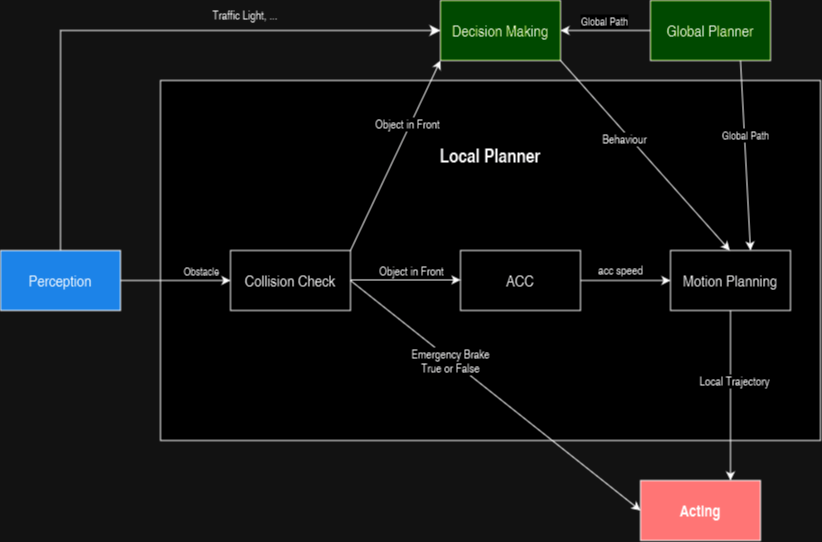 Traffic Light, ...
Decision Making
Global Path
Global Planner
Object in Front
Local Planner
Behaviour
Global Path
Perception
Obstacle
Collision Check
Object in Front
ACC
acc speed
Motion Planning
Emergency Brake
True or False
Local Trajectory
Acting